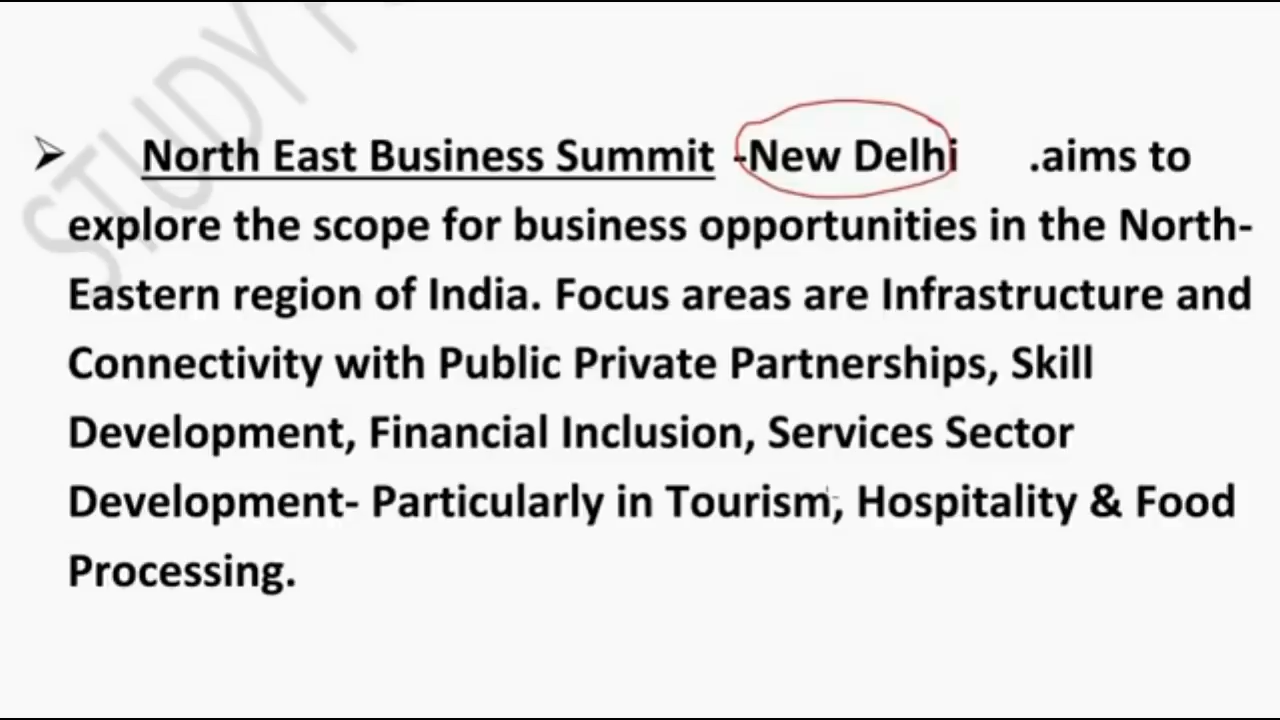 STUDY
North East Business Summit -New Delhi .aims to
explore the scope for business opportunities in the North-
Eastern region of India. Focus areas are Infrastructure and
Connectivity with Public Private Partnerships, Skill
Development, Financial Inclusion, Services Sector
Development- Particularly in Tourism, Hospitality & Food
Processing.